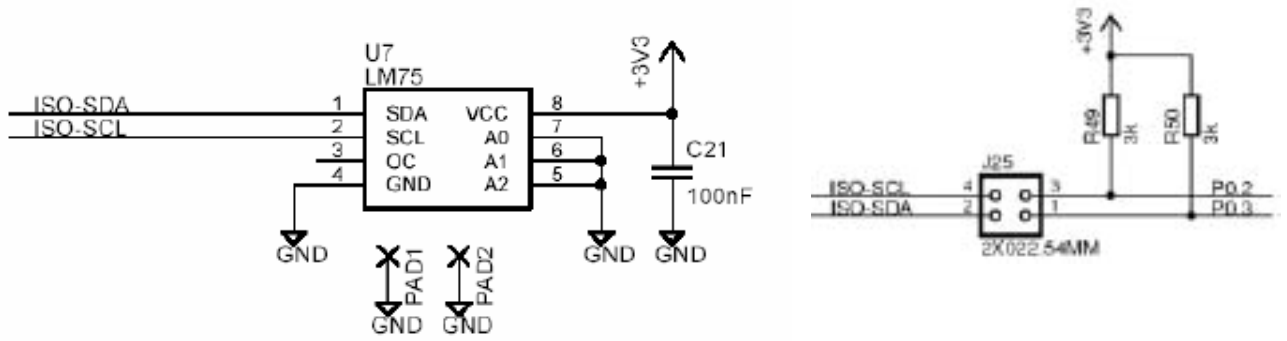 U7
LM75
ISO-SDA 1 SDA VCC 8
ISO-SCL 2 SCL A0 7
3 OC A1 6
4 GND A2 5
+3V3
C21
100nF
GND
GND
GND
PAD1
GND
PAD2
GND
+3V3
R49
3k
R50
3k
J25
ISO-SCL 4 3 P0.2
ISO-SDA 2 1 P0.3
2X022.54MM